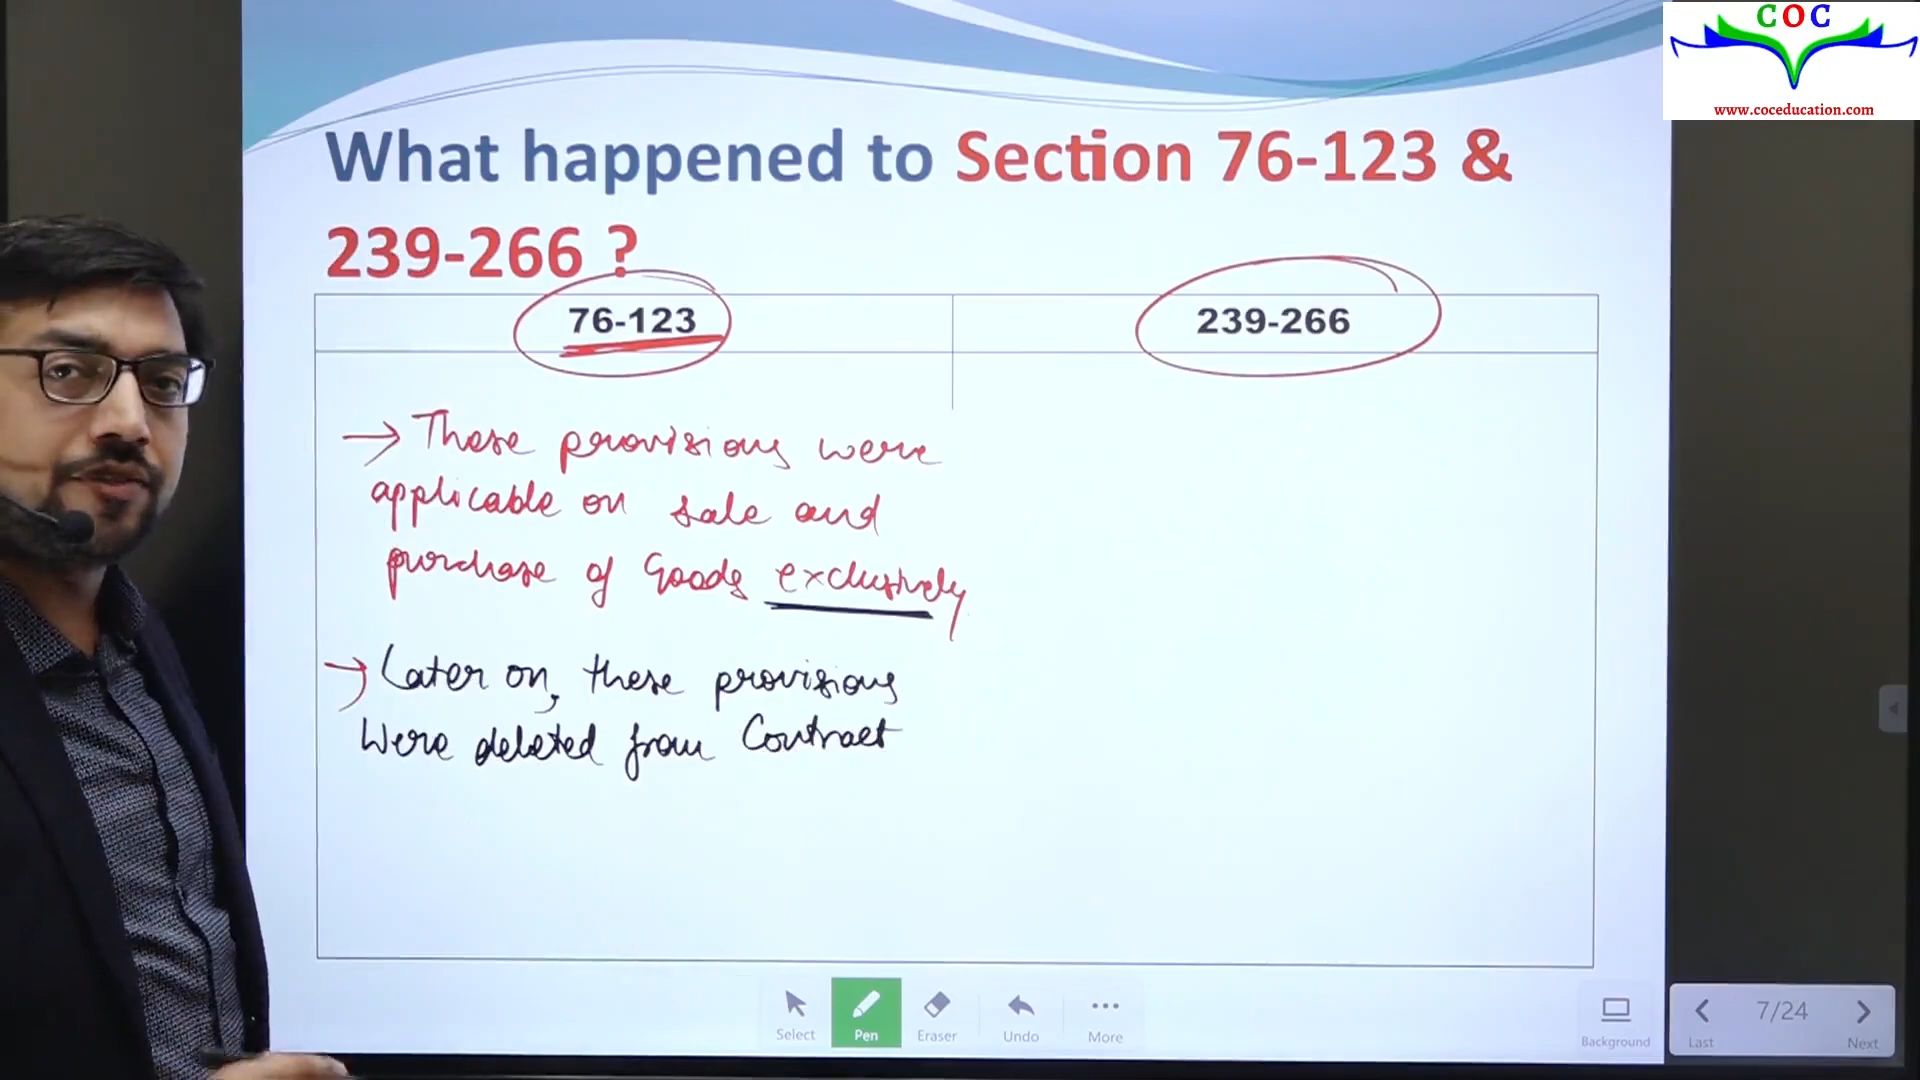 COC
www.coceducation.com
What happened to Section 76-123 &
239-266 ?
76-123
239-266
→ These provisions were
applicable on sale and
purchase of Goods exclusively
→ Later on, these provisions
Were deleted from Contract
Select
Pen
Eraser
Undo
More
Background
7/24
Last
Next